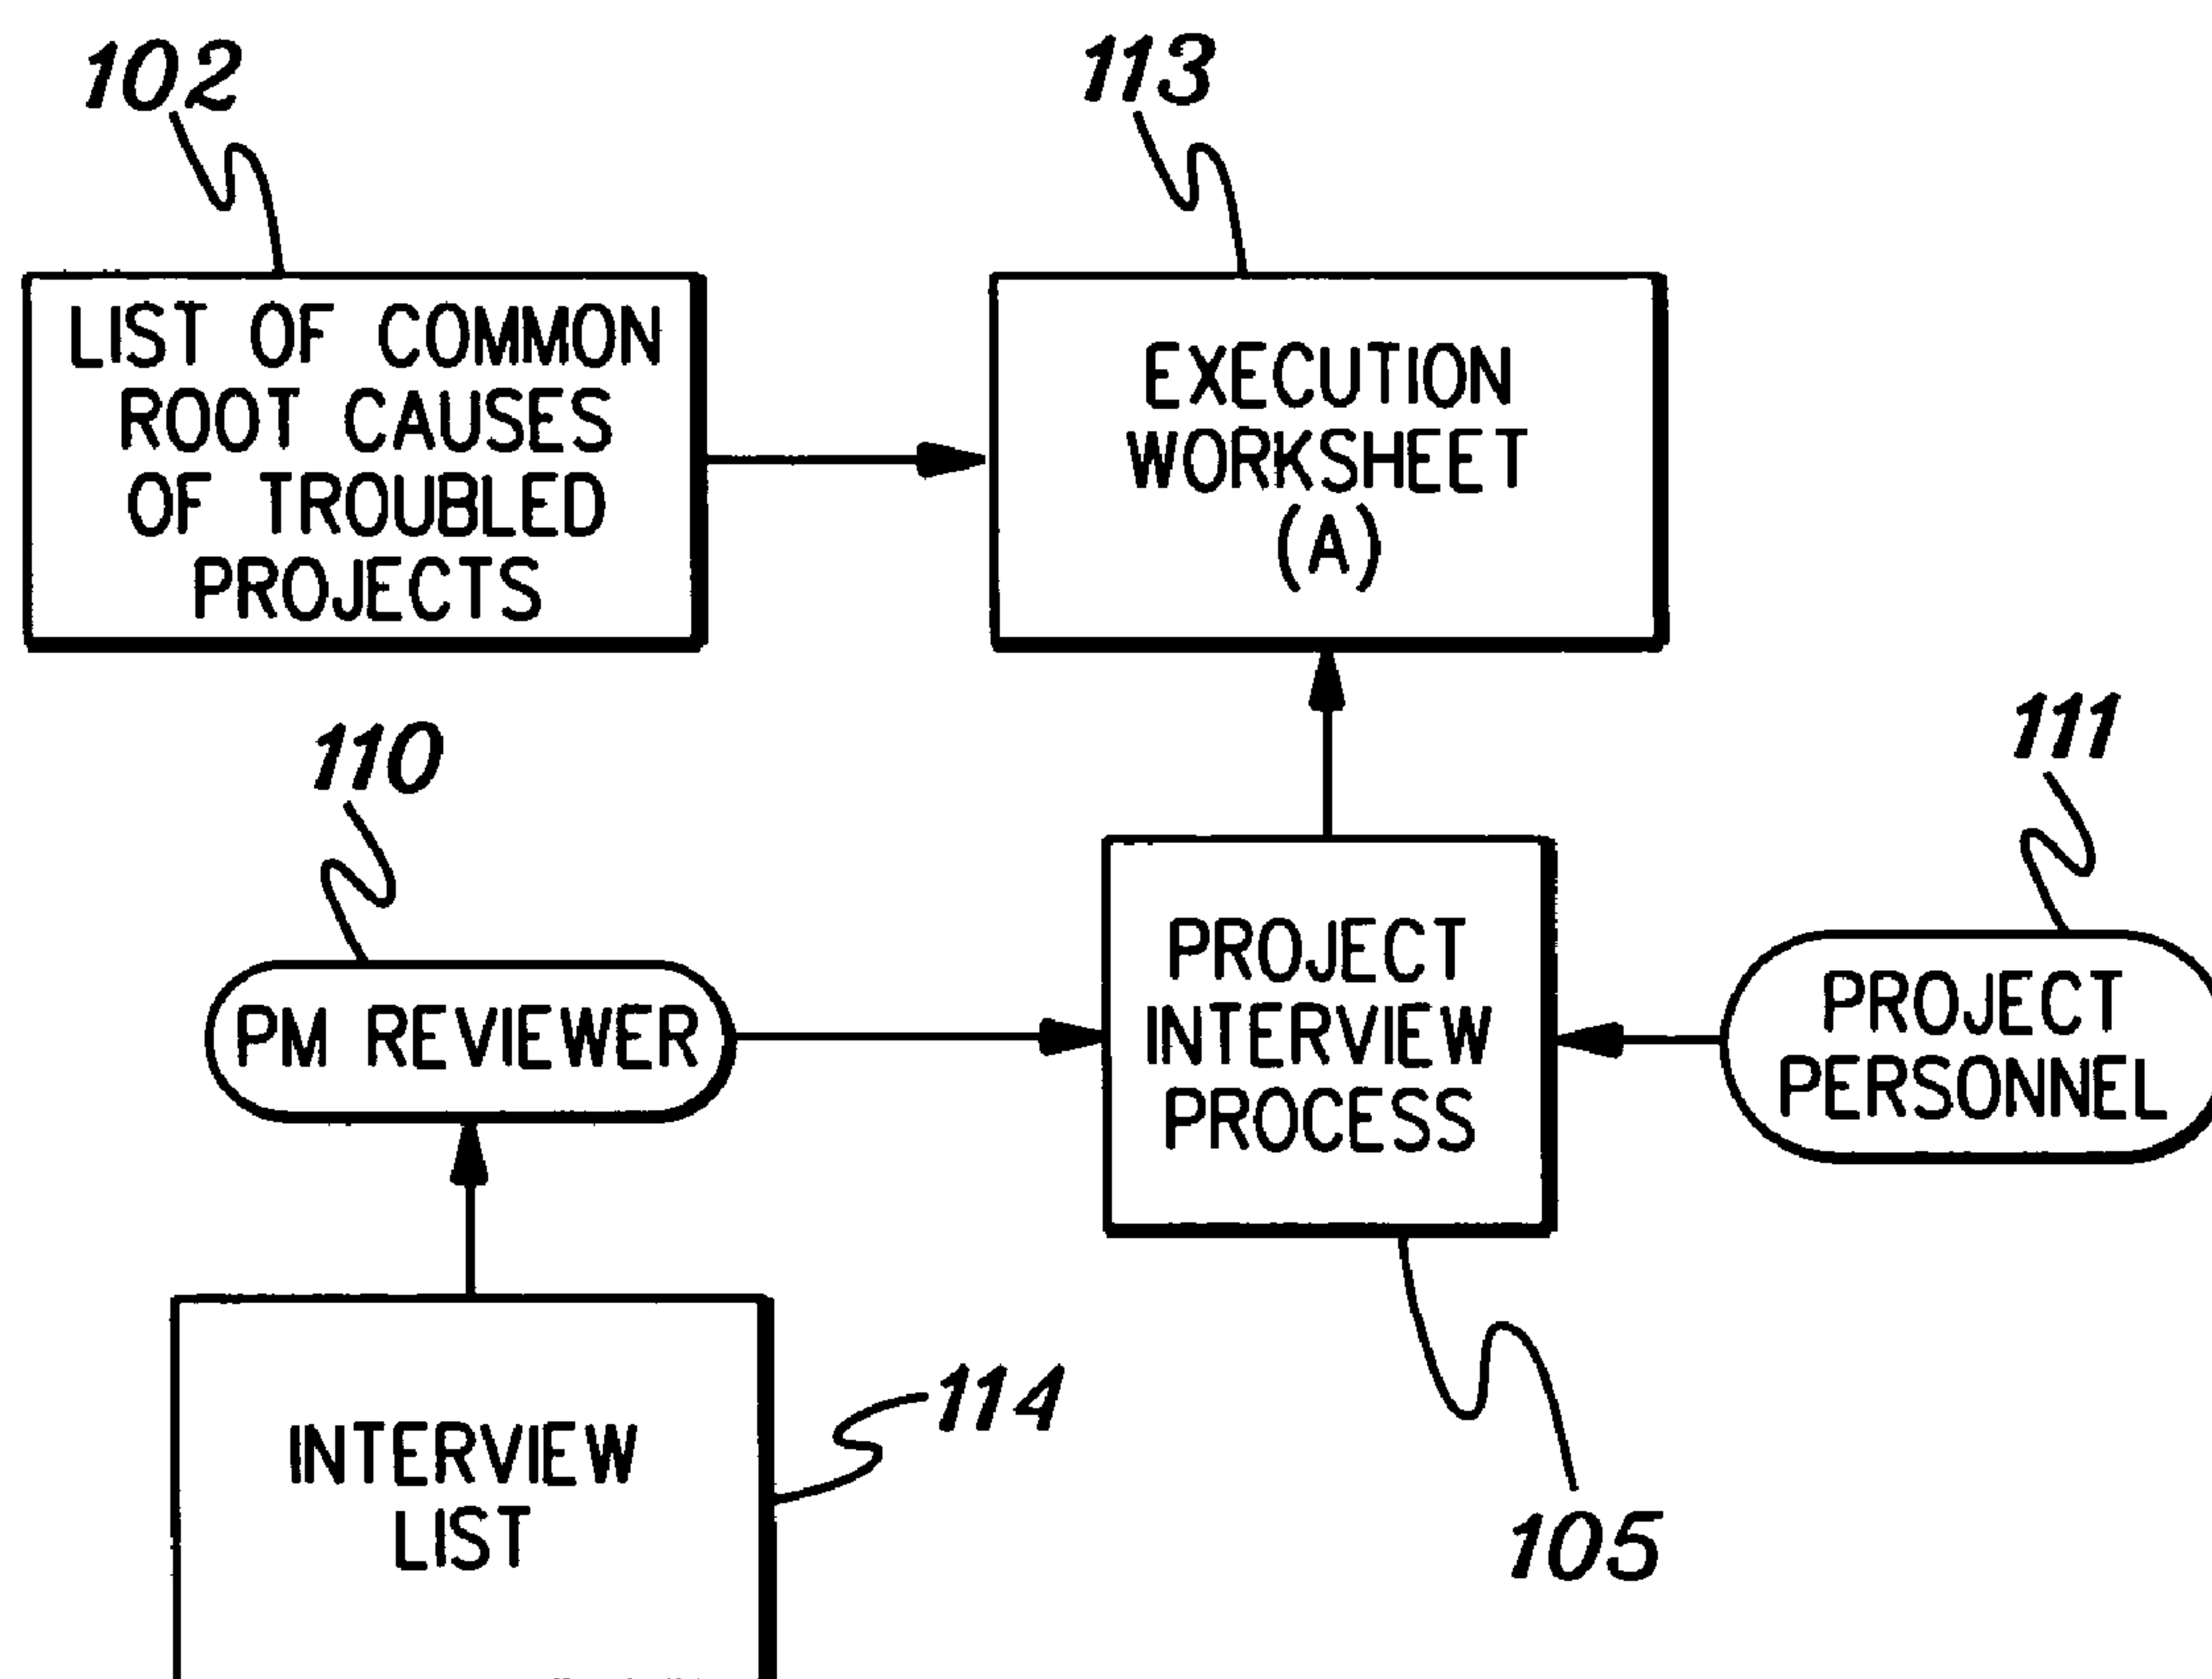 102
113
LIST OF COMMON
ROOT CAUSES
OF TROUBLED
PROJECTS
EXECUTION
WORKSHEET
(A)
110
111
PM REVIEWER
PROJECT
INTERVIEW
PROCESS
PROJECT
PERSONNEL
INTERVIEW
LIST
114
105